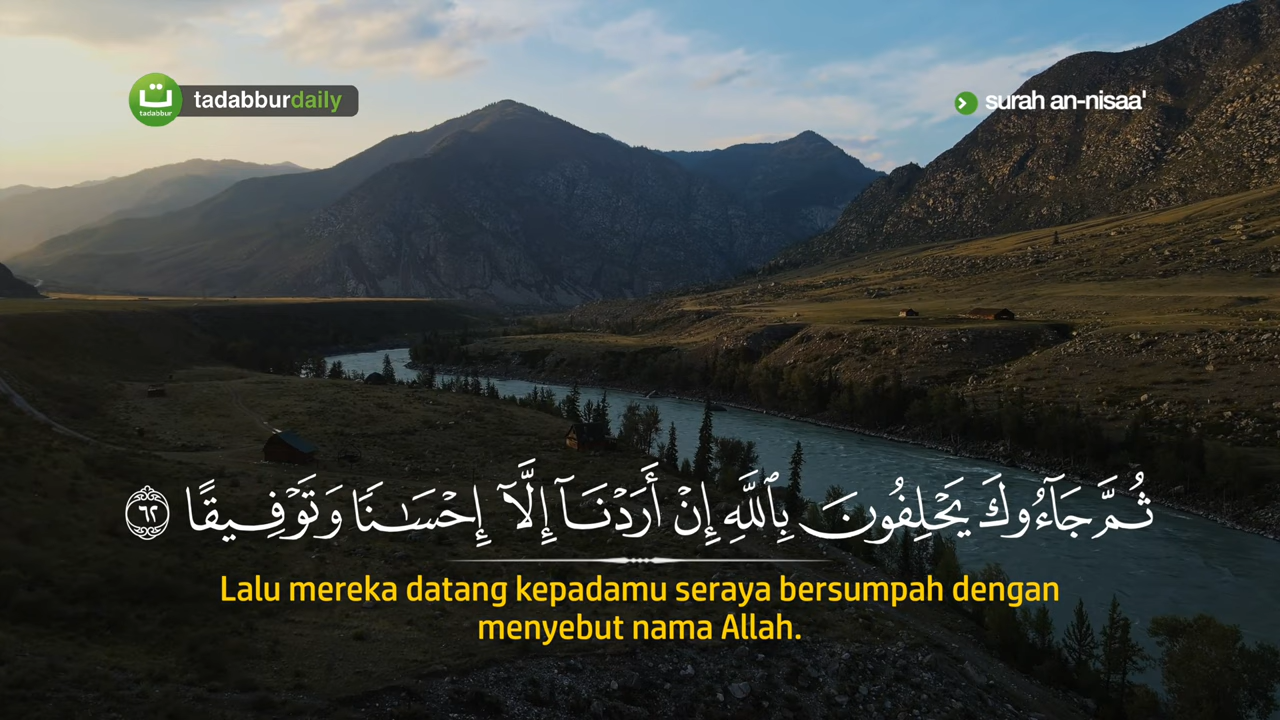 ت
tadabbur
tadabburdaily
surah an-nisaa'
ثُمَّ جَآءُوكَ يَحْلِفُونَ بِٱللَّهِ إِنْ أَرَدْنَآ إِلَّآ إِحْسَـٰنًا وَتَوْفِيقًا ٦٢
Lalu mereka datang kepadamu seraya bersumpah dengan
menyebut nama Allah.